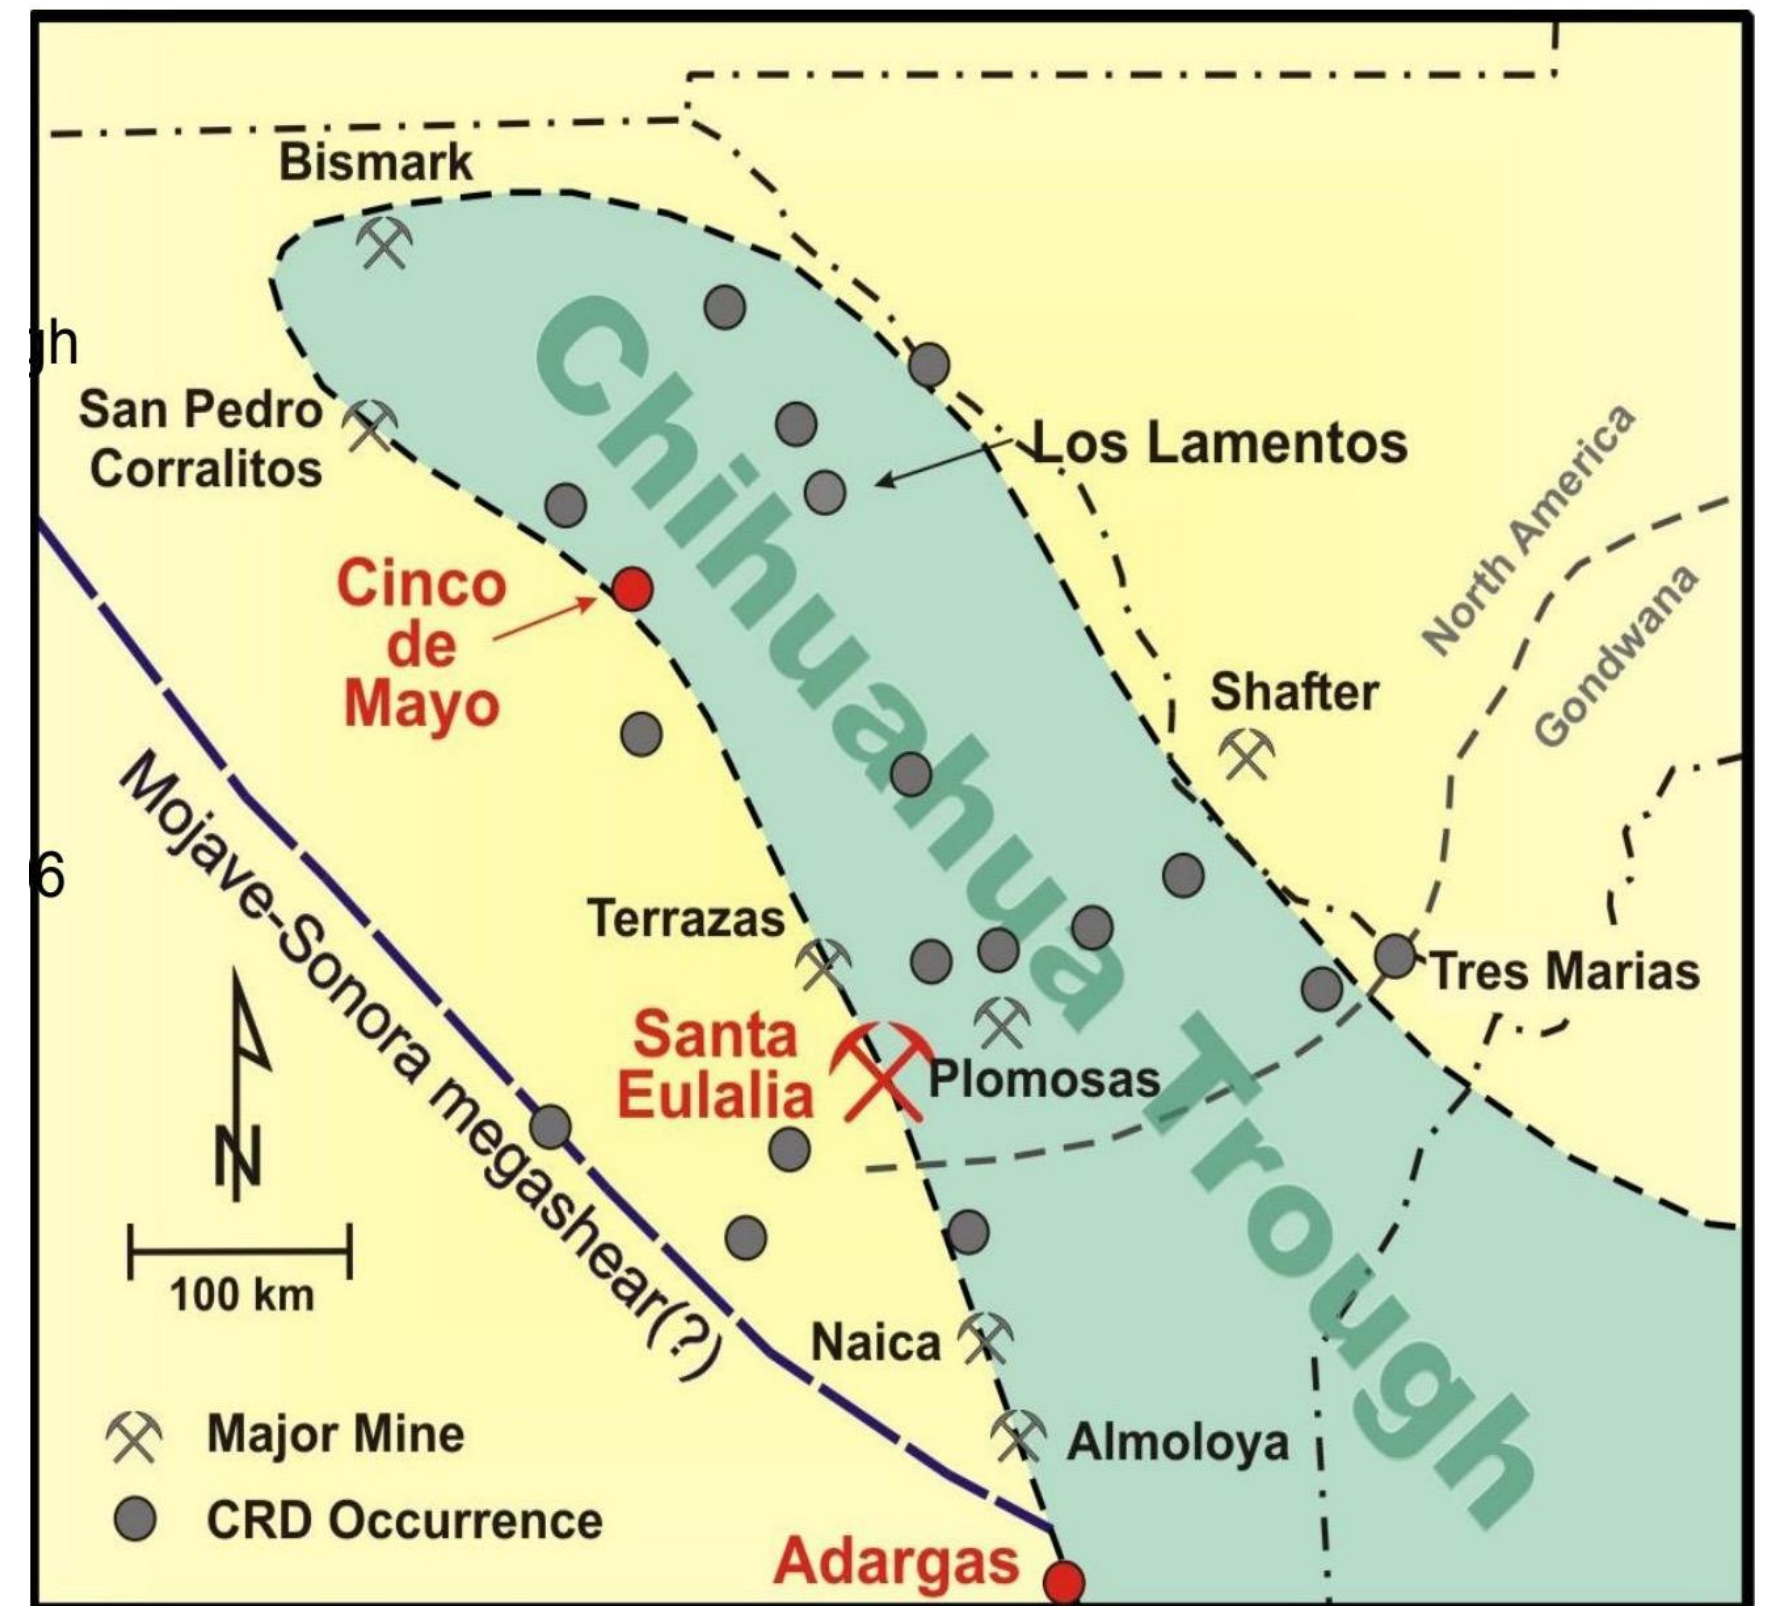 Bismark
gh
San Pedro
Corralitos
Los Lamentos
North America
Gondwana
Cinco
de
Mayo
Chihuahua Trough
Shafter
Mojave-Sonora megashear(?)
6
Terrazas
Tres Marias
Santa
Eulalia
Plomosas
N
100 km
Naica
Major Mine
Almoloya
CRD Occurrence
Adargas